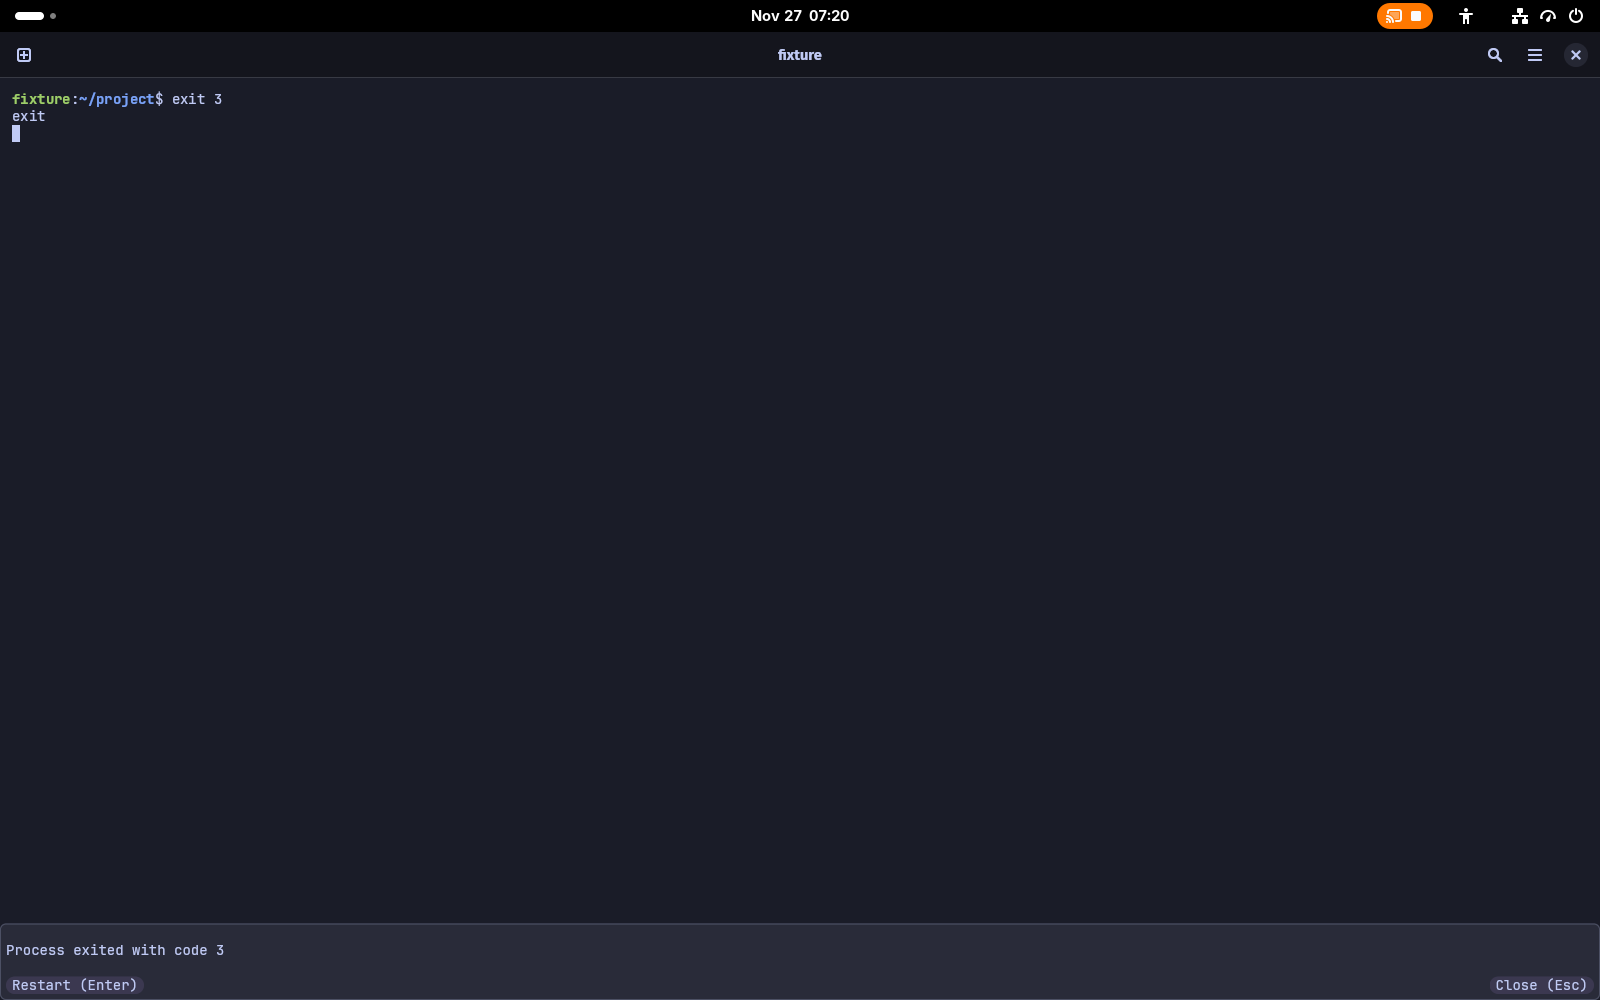 Nov 27 07:20
fixture
fixture:~/project$ exit 3
exit
Process exited with code 3
Restart (Enter)
Close (Esc)